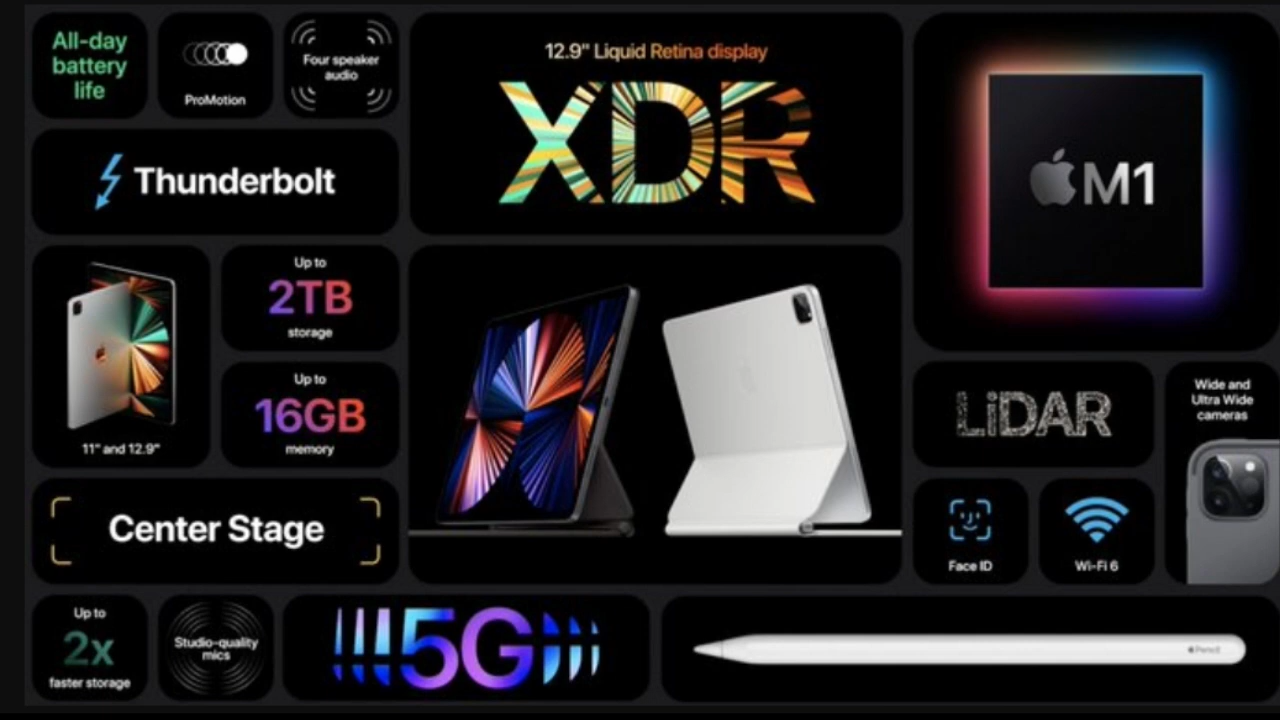 All-day
battery
life
ProMotion
Four speaker
audio
12.9" Liquid Retina display
XDR
M1
Thunderbolt
11" and 12.9"
Up to
2TB
storage
Up to
16GB
memory
LiDAR
Wide and
Ultra Wide
cameras
Center Stage
Face ID
Wi-Fi 6
Up to
2x
faster storage
Studio-quality
mics
5G
Pencil